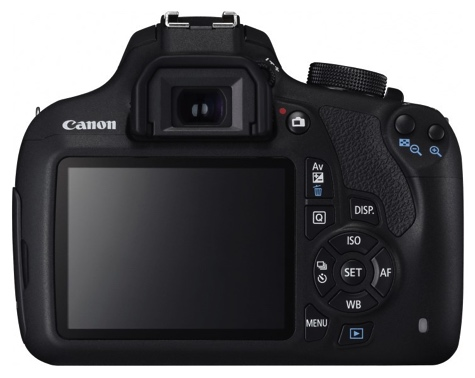 Canon
Av
Q
DISP.
ISO
SET
AF
WB
MENU